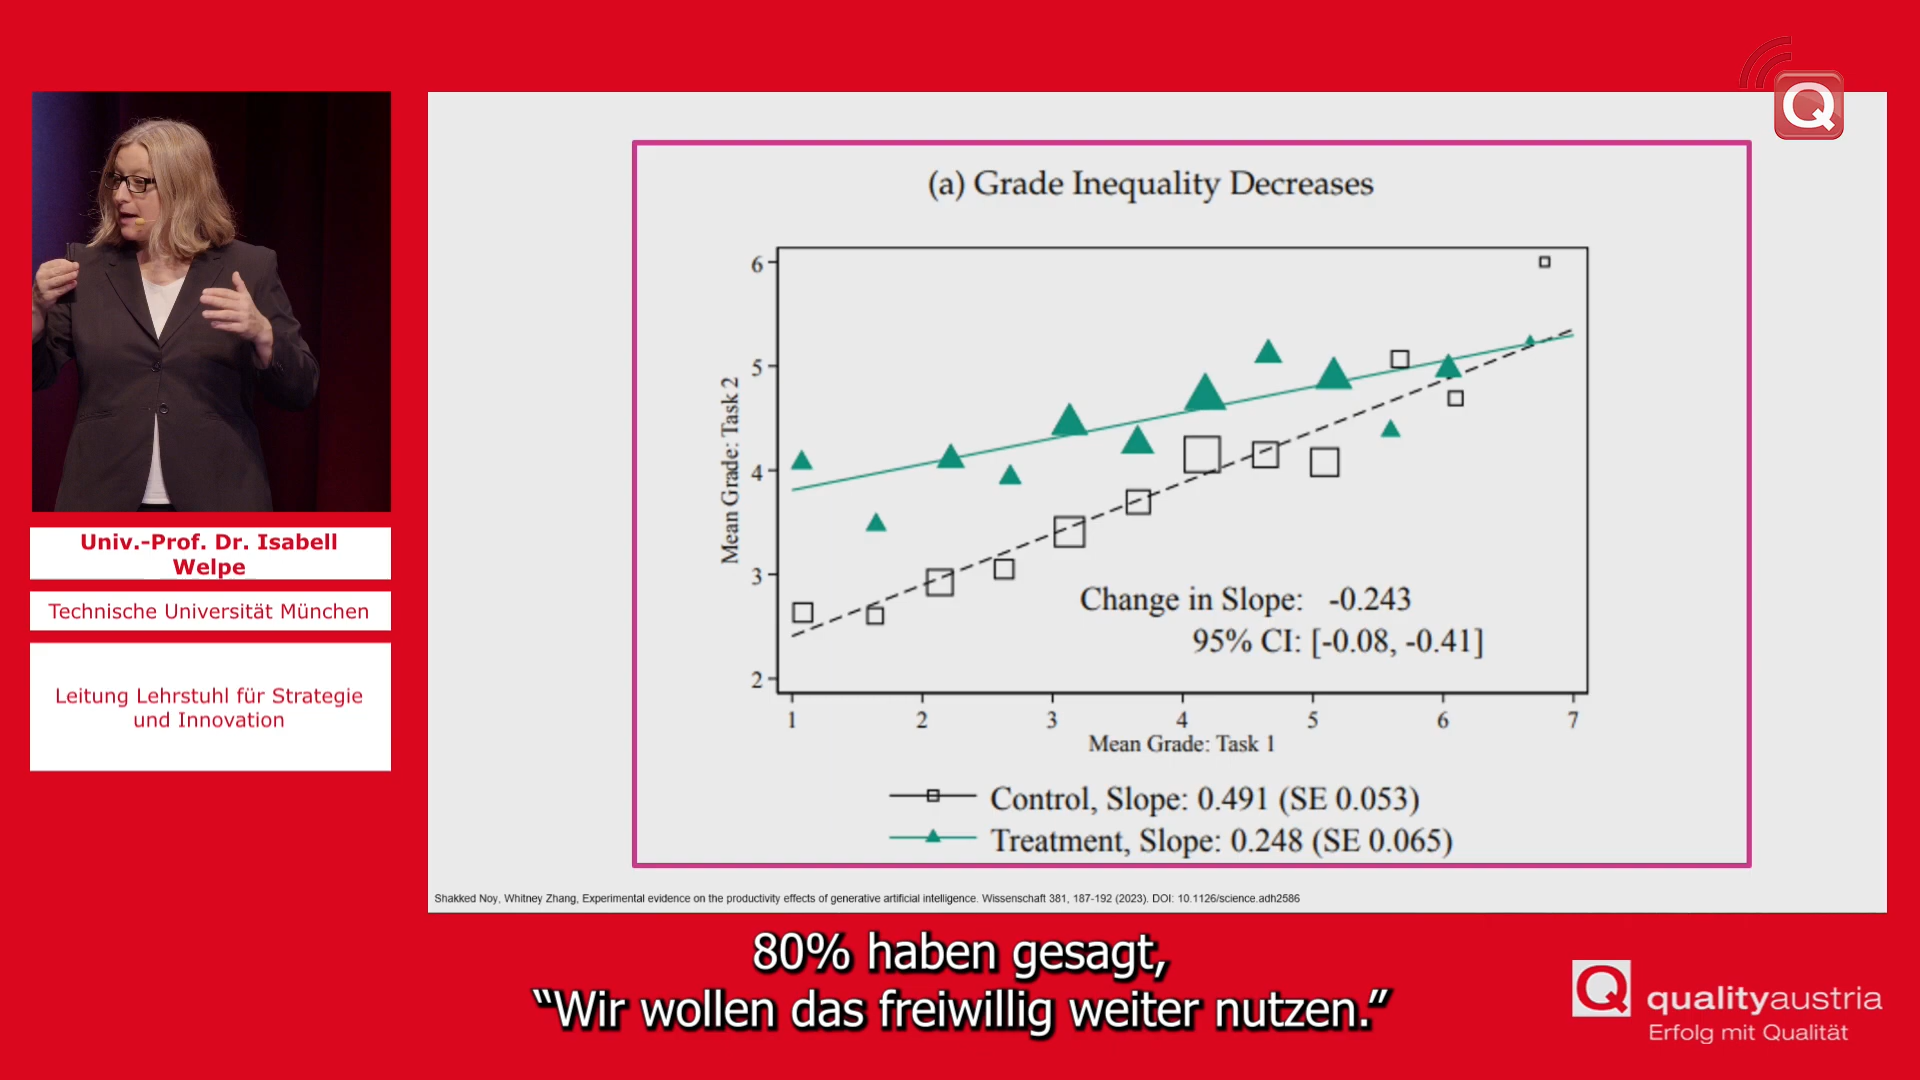 Q
Univ.-Prof. Dr. Isabell
Welpe
Technische Universität München
Leitung Lehrstuhl für Strategie
und Innovation
(a) Grade Inequality Decreases
Mean Grade: Task 2
6
5
4
3
2
Change in Slope: -0.243
95% CI: [-0.08, -0.41]
1 2 3 4 5 6 7
Mean Grade: Task 1
Control, Slope: 0.491 (SE 0.053)
Treatment, Slope: 0.248 (SE 0.065)
Shakked Noy, Whitney Zhang, Experimental evidence on the productivity effects of generative artificial intelligence. Wissenschaft 381, 187-192 (2023). DOI: 10.1126/science.adh2586
80% haben gesagt,
“Wir wollen das freiwillig weiter nutzen.”
Q qualityaustria
Erfolg mit Qualität